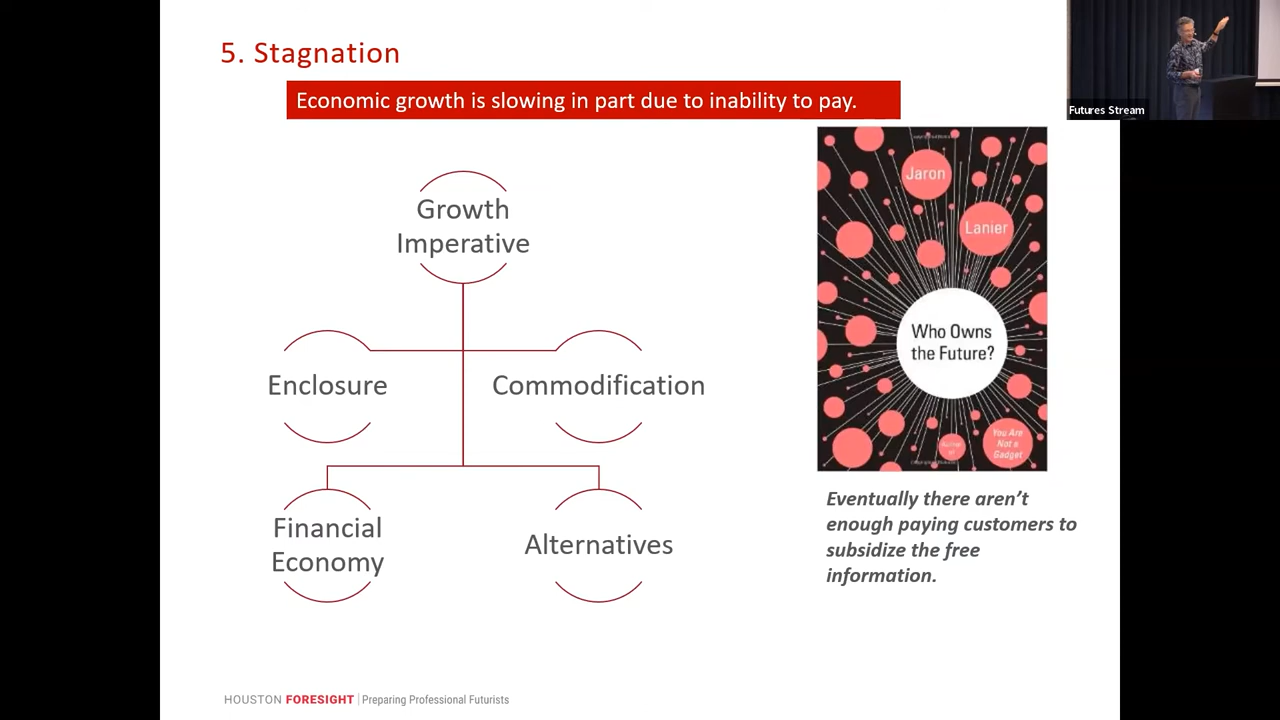 5. Stagnation
Economic growth is slowing in part due to inability to pay.
Futures Stream
Growth
Imperative
Enclosure
Commodification
Financial
Economy
Alternatives
Jaron
Lanier
Who Owns
the Future?
You Are
Not a
Gadget
Eventually there aren’t
enough paying customers to
subsidize the free
information.
HOUSTON FORESIGHT | Preparing Professional Futurists